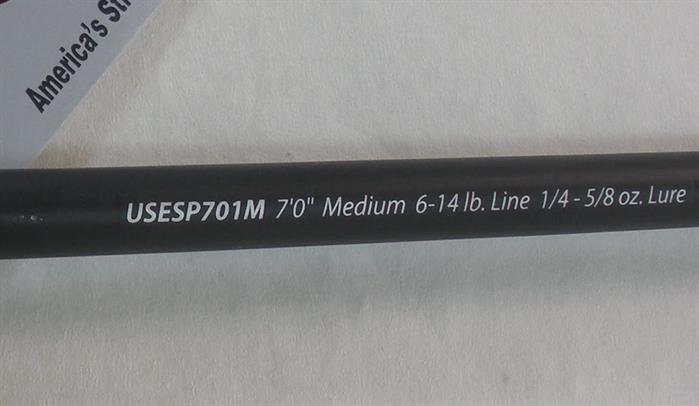 America's
USESP701M 7'0" Medium 6-14 lb. Line 1/4 - 5/8 oz. Lure